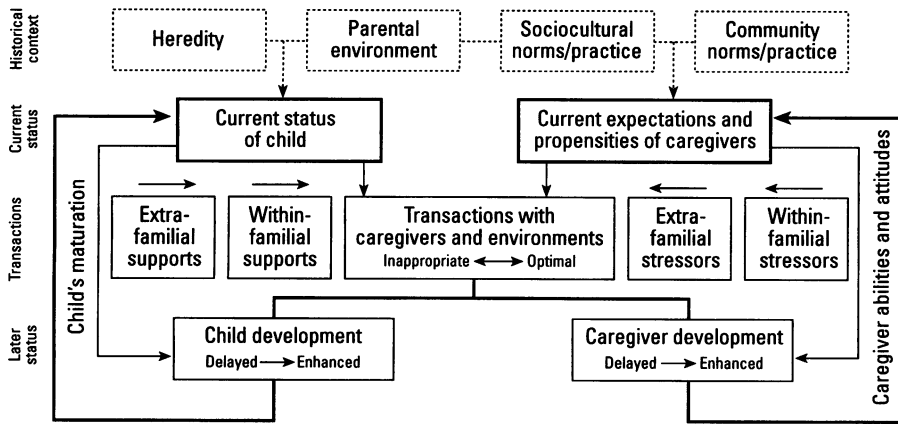 Historical
context
Heredity
Parental
environment
Sociocultural
norms/practice
Community
norms/practice
Current
status
Current status
of child
Current expectations and
propensities of caregivers
Transactions
Child's maturation
Extra-
familial
supports
Within-
familial
supports
Transactions with
caregivers and environments
Inappropriate Optimal
Extra-
familial
stressors
Within-
familial
stressors
Caregiver abilities and attitudes
Later
status
Child development
Delayed Enhanced
Caregiver development
Delayed Enhanced